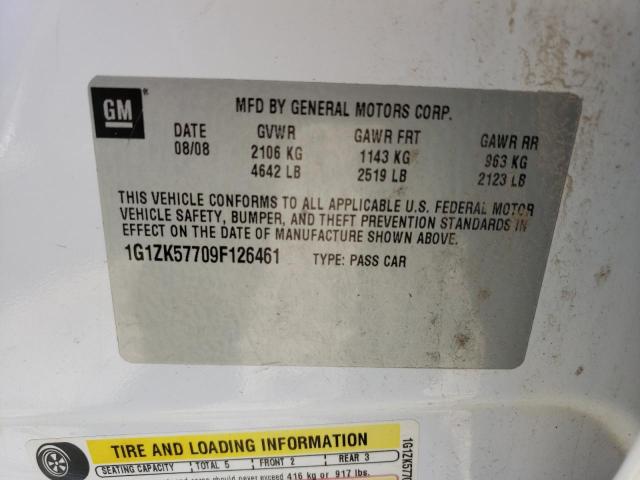 GM
MFD BY GENERAL MOTORS CORP.
DATE GVWR GAWR FRT GAWR RR
08/08 2106 KG 1143 KG 963 KG
4642 LB 2519 LB 2123 LB
THIS VEHICLE CONFORMS TO ALL APPLICABLE U.S. FEDERAL MOTOR
VEHICLE SAFETY, BUMPER, AND THEFT PREVENTION STANDARDS IN
EFFECT ON THE DATE OF MANUFACTURE SHOWN ABOVE.
1G1ZK57709F126461 TYPE: PASS CAR
TIRE AND LOADING INFORMATION
SEATING CAPACITY TOTAL 5 FRONT 2 REAR 3
should never exceed 416 kg or 917 lbs.
1G1ZK5770